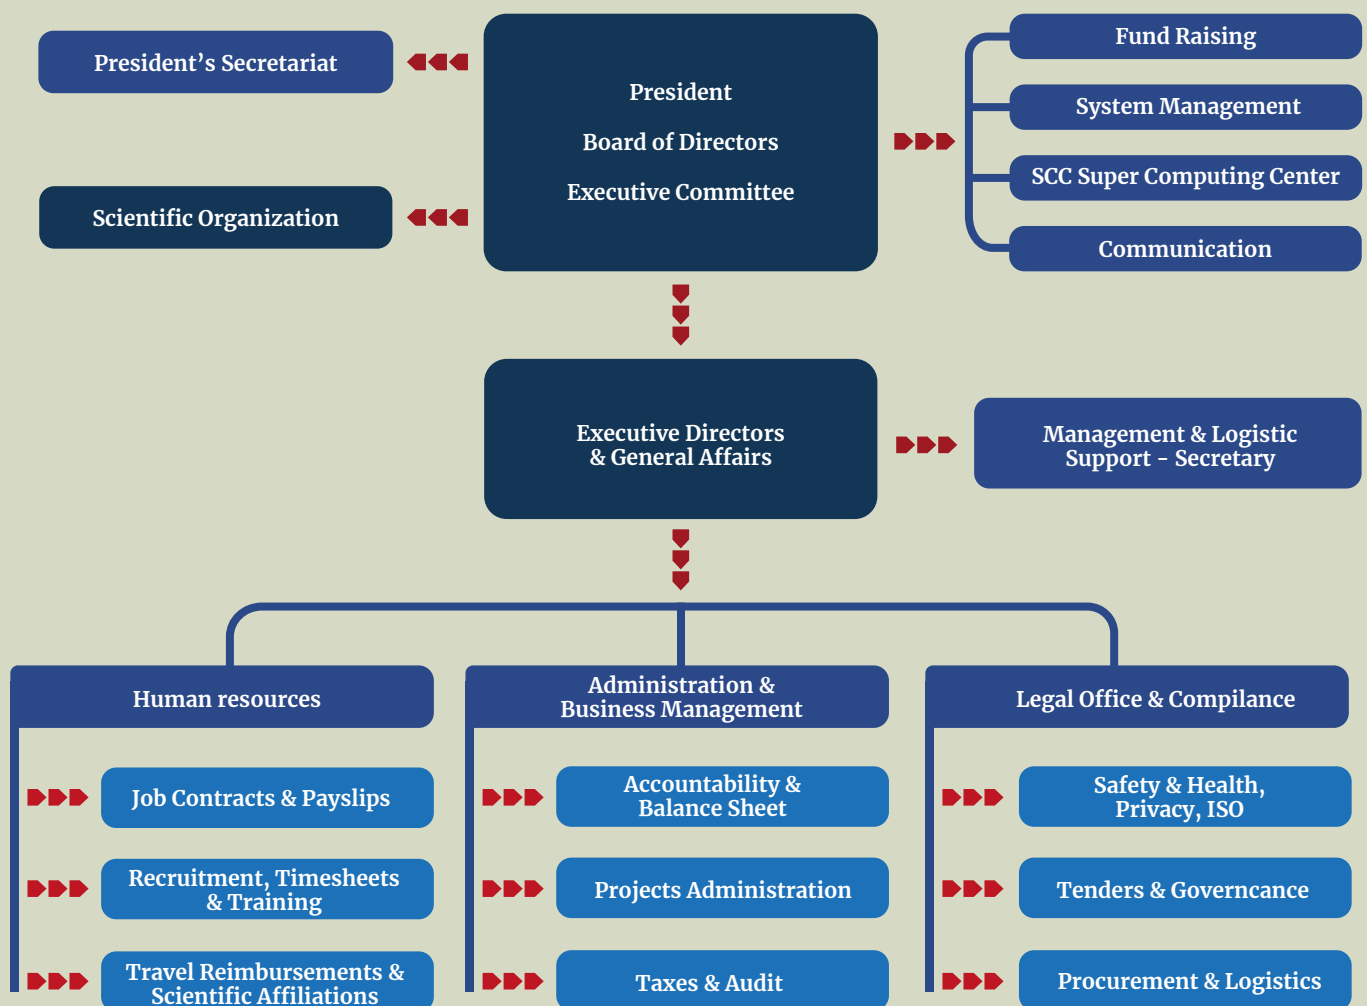 President's Secretariat
Scientific Organization
President
Board of Directors
Executive Committee
Fund Raising
System Management
SCC Super Computing Center
Communication
Executive Directors
& General Affairs
Management & Logistic
Support - Secretary
Human resources
Job Contracts & Payslips
Recruitment, Timesheets
& Training
Travel Reimbursements &
Scientific Affiliations
Administration &
Business Management
Accountability &
Balance Sheet
Projects Administration
Taxes & Audit
Legal Office & Compilance
Safety & Health,
Privacy, ISO
Tenders & Governcance
Procurement & Logistics